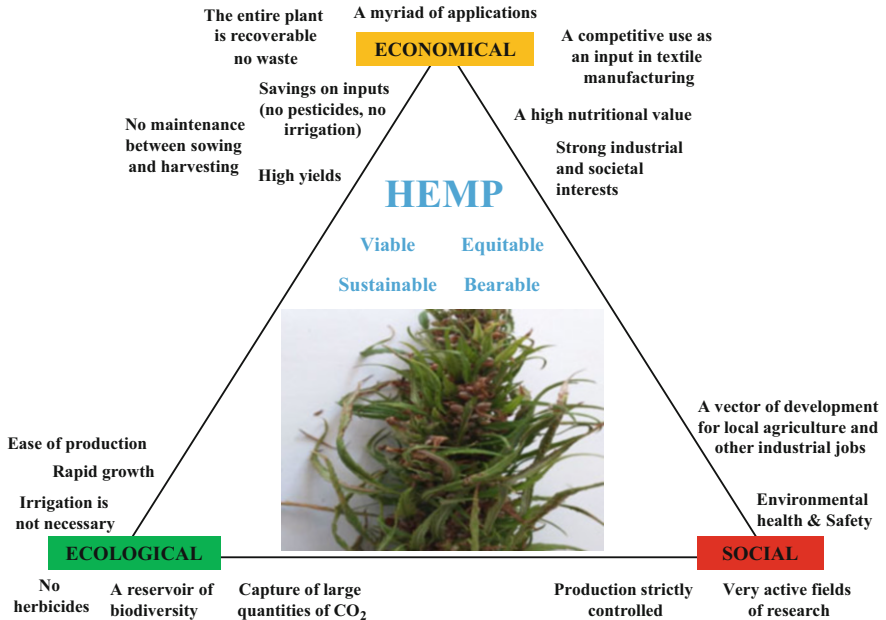 The entire plant
is recoverable
no waste
A myriad of applications
ECONOMICAL
A competitive use as
an input in textile
manufacturing
Savings on inputs
(no pesticides, no
irrigation)
No maintenance
between sowing
and harvesting
High yields
A high nutritional value
Strong industrial
and societal
interests
HEMP
Viable Equitable
Sustainable Bearable
A vector of development
for local agriculture and
other industrial jobs
Ease of production
Rapid growth
Irrigation is
not necessary
Environmental
health & Safety
ECOLOGICAL
SOCIAL
No
herbicides
A reservoir of
biodiversity
Capture of large
quantities of CO₂
Production strictly
controlled
Very active fields
of research